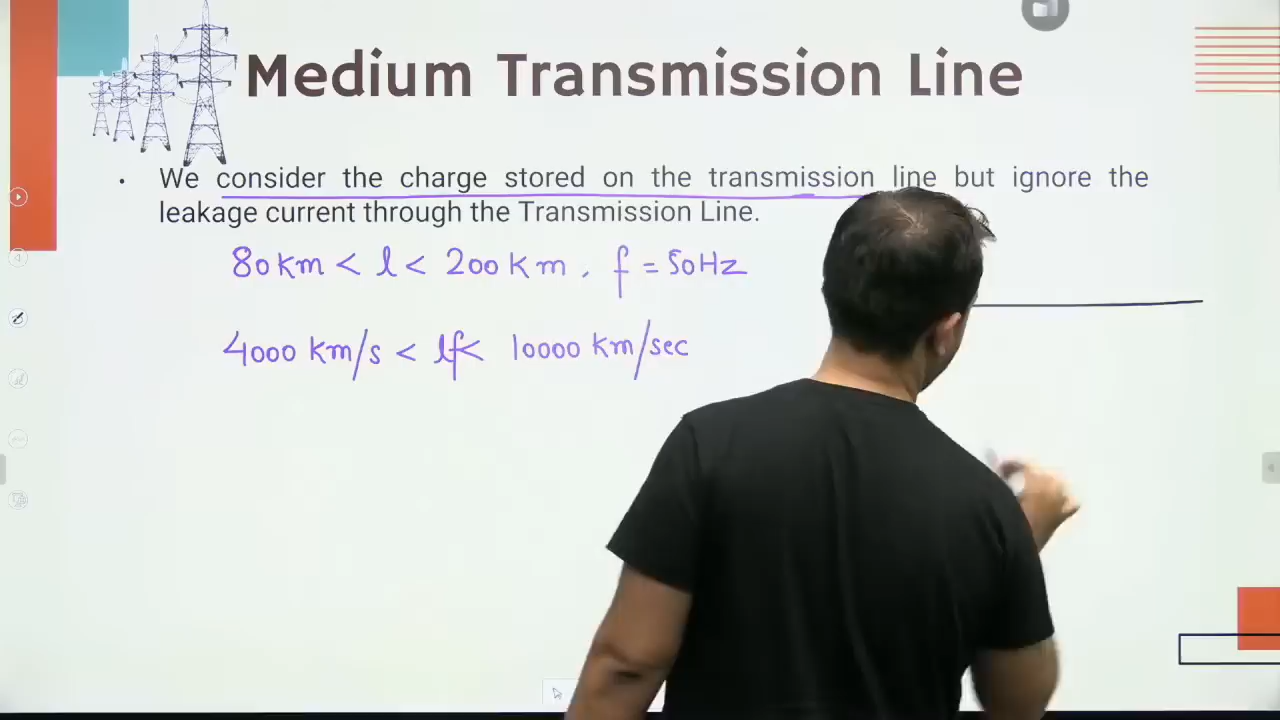 Medium Transmission Line
• We consider the charge stored on the transmission line but ignore the
leakage current through the Transmission Line.
80 Km < l < 200 Km , f = 50Hz
4000 Km/s < lf < 10000 Km/sec